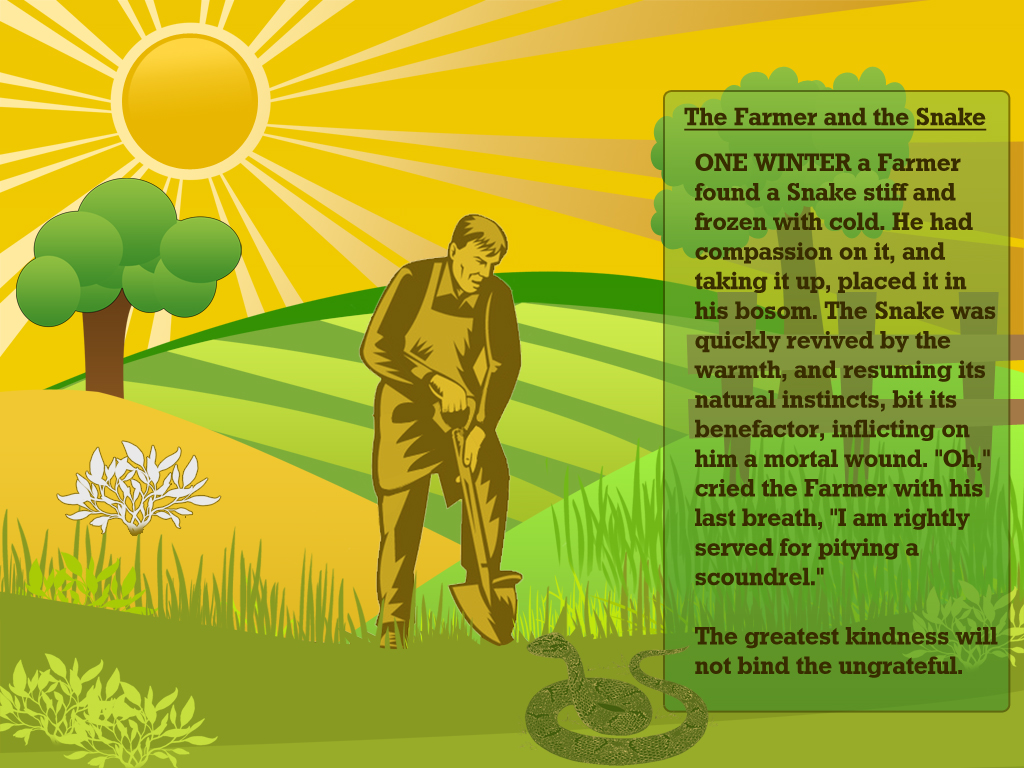 The Farmer and the Snake
ONE WINTER a Farmer
found a Snake stiff and
frozen with cold. He had
compassion on it, and
taking it up, placed it in
his bosom. The Snake was
quickly revived by the
warmth, and resuming its
natural instincts, bit its
benefactor, inflicting on
him a mortal wound. "Oh,"
cried the Farmer with his
last breath, "I am rightly
served for pitying a
scoundrel."
The greatest kindness will
not bind the ungrateful.